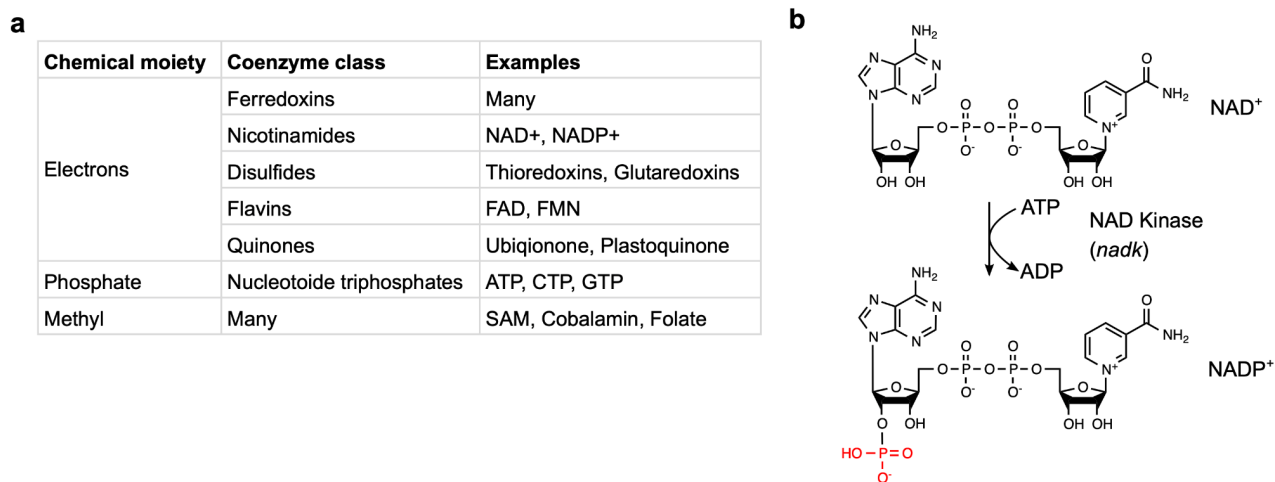 a
Chemical moiety Coenzyme class Examples
Ferredoxins Many
Nicotinamides NAD+, NADP+
Electrons Disulfides Thioredoxins, Glutaredoxins
Flavins FAD, FMN
Quinones Ubiqionone, Plastoquinone
Phosphate Nucleotoide triphosphates ATP, CTP, GTP
Methyl Many SAM, Cobalamin, Folate
b
NH₂
N N
N N
O O O
NH₂
O P O P O N⁺
O⁻ O⁻
O O
OH OH OH OH
NAD⁺
ATP
NAD Kinase
(nadk)
ADP
NH₂
N N
N N
O O O
NH₂
O P O P O N⁺
O⁻ O⁻
O O
O OH OH OH
HO P O
O⁻
NADP⁺